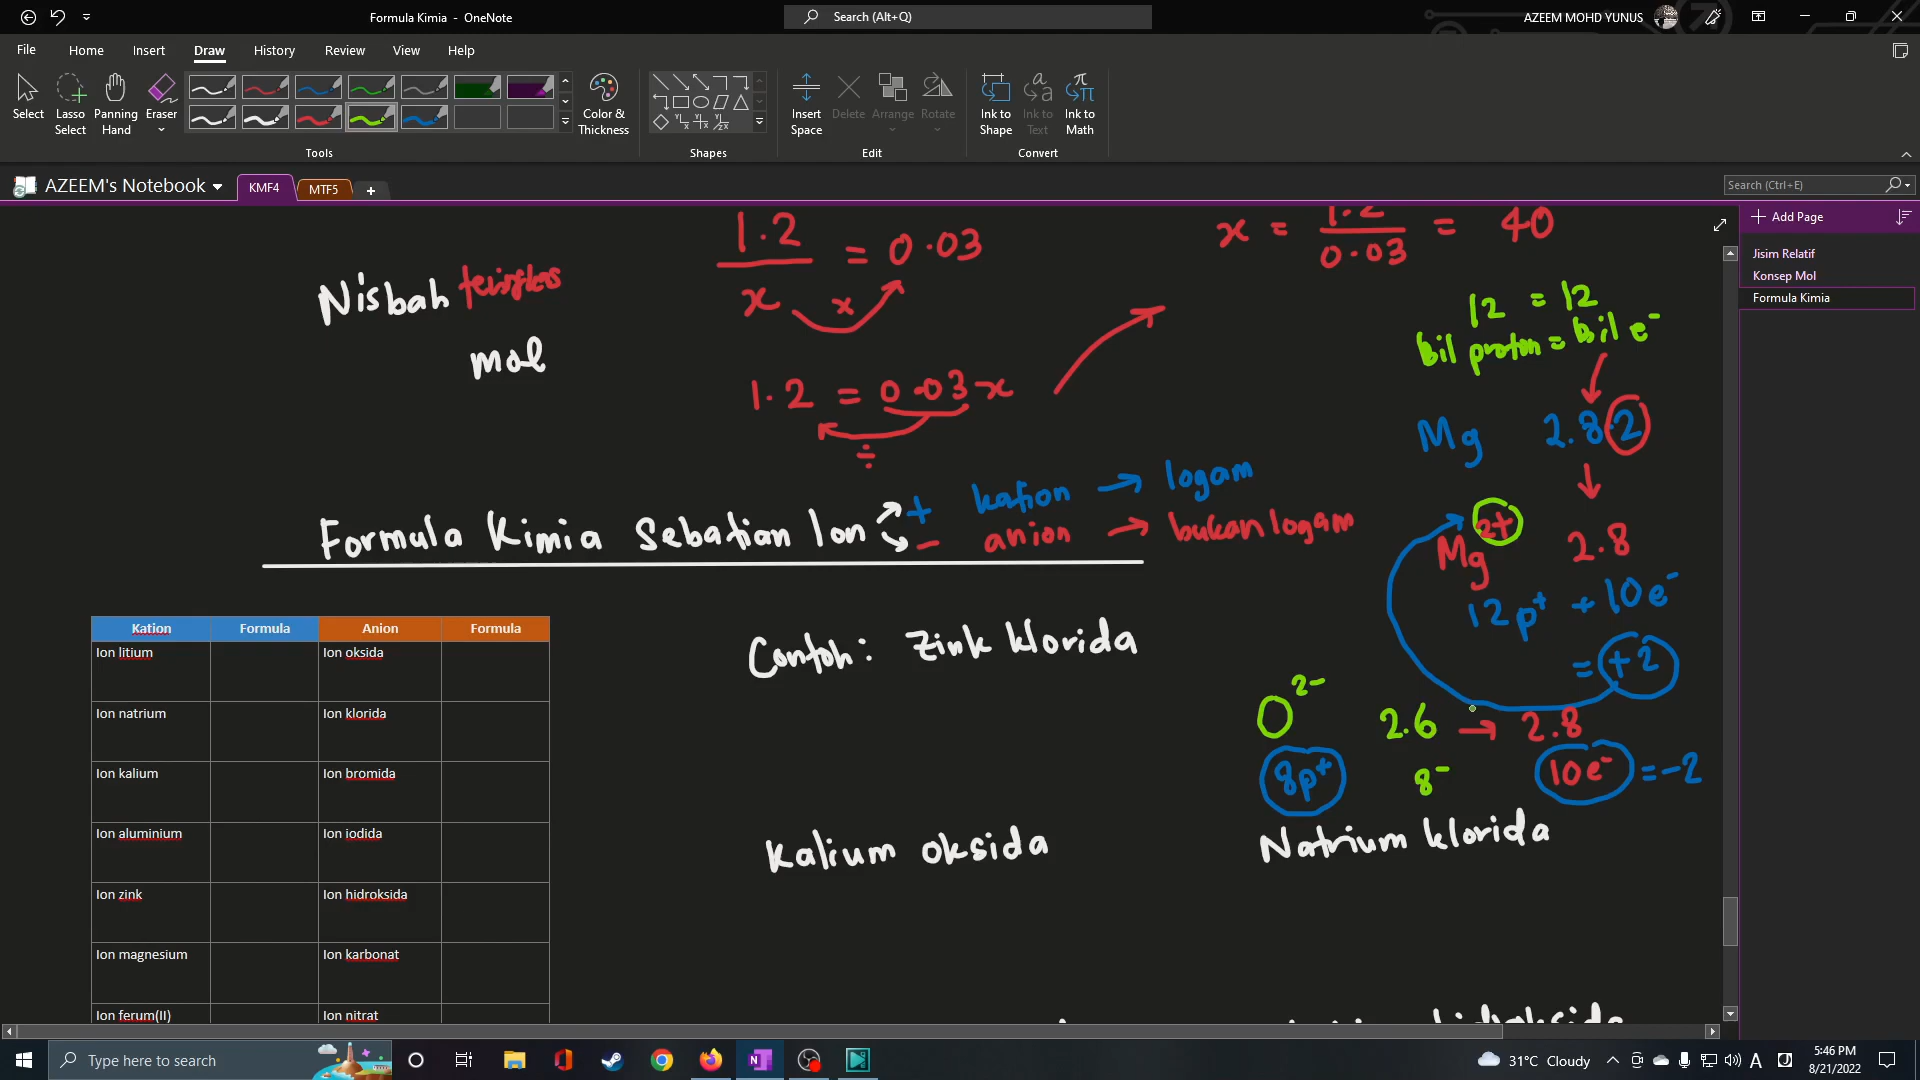 Formula Kimia - OneNote
Search (Alt+Q)
AZEEM MOHD YUNUS
File Home Insert Draw History Review View Help
Select
Lasso Select
Panning Hand
Eraser
Color & Thickness
Insert Space
Delete
Arrange
Rotate
Ink to Shape
Ink to Text
Ink to Math
Tools
Shapes
Edit
Convert
AZEEM's Notebook
KMF4
MTF5
Search (Ctrl+E)
Add Page
Jisim Relatif
Konsep Mol
Formula Kimia
1.2 / x = 0.03
x
x = 1.2 / 0.03 = 40
Nisbah
mol
1.2 = 0.03 x
÷
12 = 12
bil proton = bil e⁻
Mg 2.8.2
Mg²⁺ 2.8
12p⁺ + 10e⁻
= +2
Formula Kimia Sebatian Ion
+ kation → logam
- anion → bukan logam
Kation Formula Anion Formula
Ion litium Ion oksida
Ion natrium Ion klorida
Ion kalium Ion bromida
Ion aluminium Ion iodida
Ion zink Ion hidroksida
Ion magnesium Ion karbonat
Ion ferum(II) Ion nitrat
Contoh: Zink klorida
O²⁻ 2.6 → 2.8
8p⁺ 8⁻ 10e⁻ = -2
Kalium oksida
Natrium klorida
hidroksida
Type here to search
31°C Cloudy
A
5:46 PM
8/21/2022